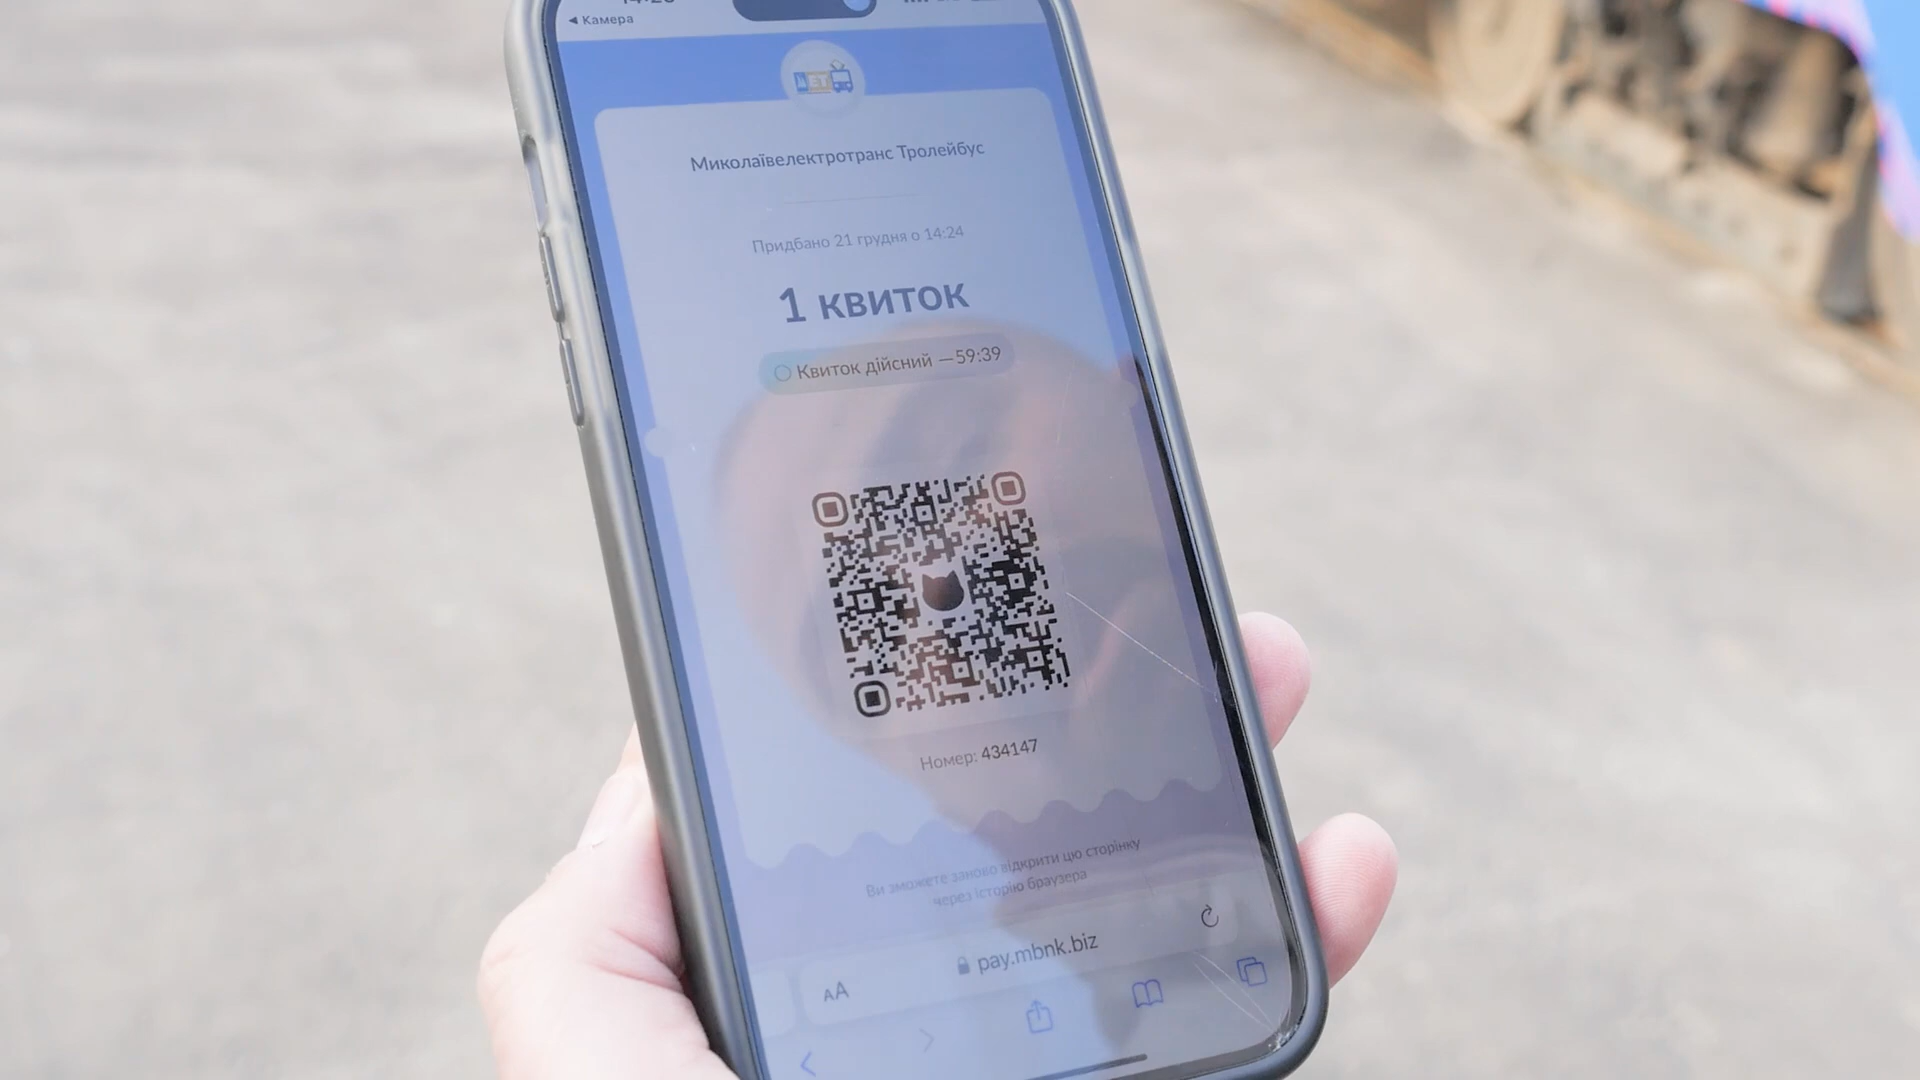 Камера
Миколаївелектротранс Тролейбус
Придбано 21 грудня о 14:24
1 квиток
Квиток дійсний —59:39
Номер: 434147
Ви зможете заново відкрити цю сторінку
через історію браузера
AA
pay.mbnk.biz